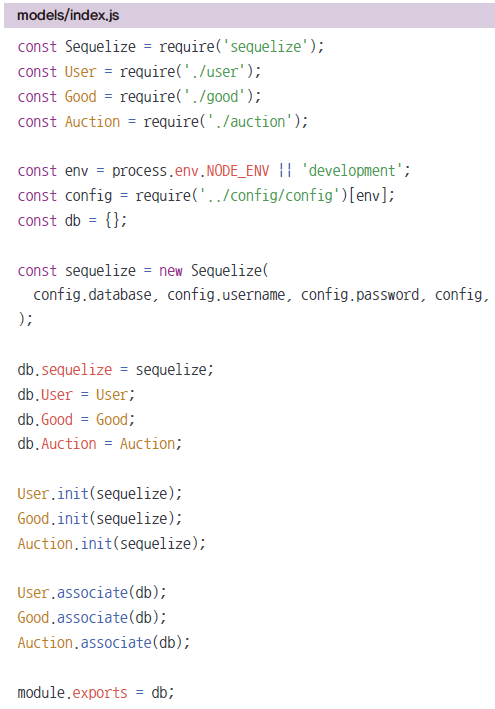 models/index.js
const Sequelize = require('sequelize');
const User = require('./user');
const Good = require('./good');
const Auction = require('./auction');
const env = process.env.NODE_ENV || 'development';
const config = require('../config/config')[env];
const db = {};
const sequelize = new Sequelize(
  config.database, config.username, config.password, config,
);
db.sequelize = sequelize;
db.User = User;
db.Good = Good;
db.Auction = Auction;
User.init(sequelize);
Good.init(sequelize);
Auction.init(sequelize);
User.associate(db);
Good.associate(db);
Auction.associate(db);
module.exports = db;